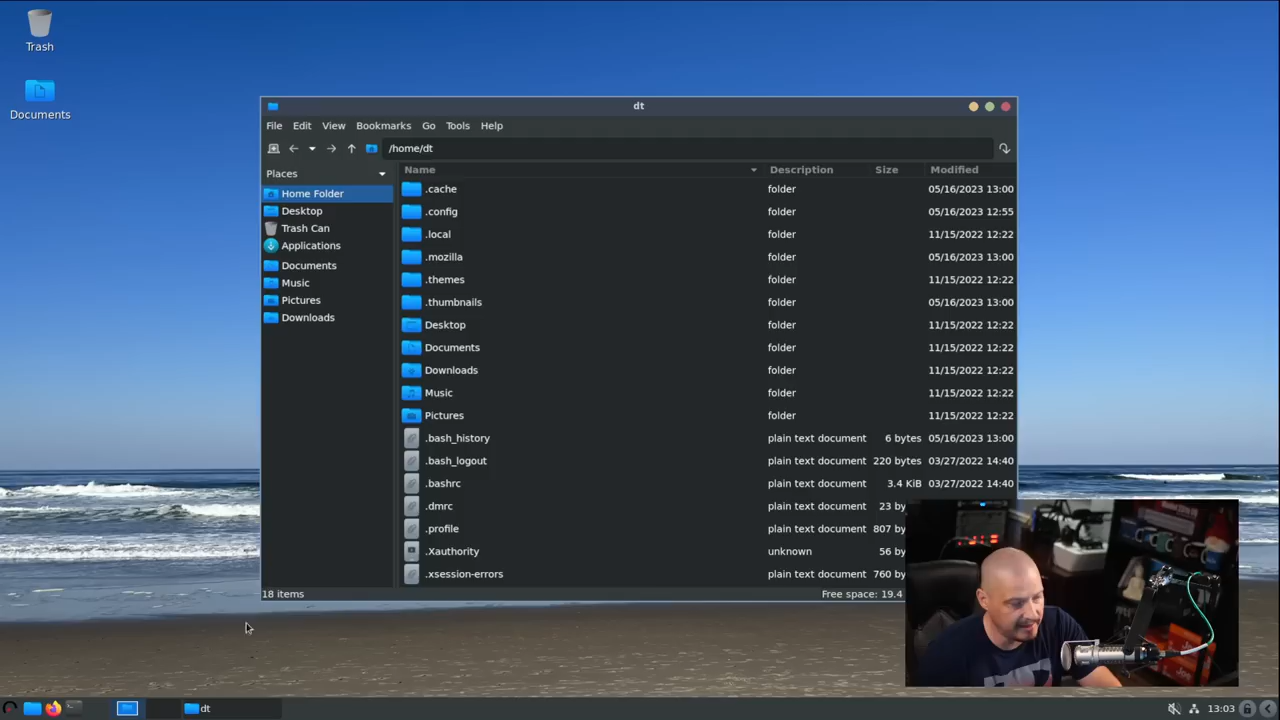 Trash
Documents
dt
File Edit View Bookmarks Go Tools Help
/home/dt
Places
Home Folder
Desktop
Trash Can
Applications
Documents
Music
Pictures
Downloads
Name Description Size Modified
.cache folder 05/16/2023 13:00
.config folder 05/16/2023 12:55
.local folder 11/15/2022 12:22
.mozilla folder 05/16/2023 13:00
.themes folder 11/15/2022 12:22
.thumbnails folder 05/16/2023 13:00
Desktop folder 11/15/2022 12:22
Documents folder 11/15/2022 12:22
Downloads folder 11/15/2022 12:22
Music folder 11/15/2022 12:22
Pictures folder 11/15/2022 12:22
.bash_history plain text document 6 bytes 05/16/2023 13:00
.bash_logout plain text document 220 bytes 03/27/2022 14:40
.bashrc plain text document 3.4 KiB 03/27/2022 14:40
.dmrc plain text document 23 by
.profile plain text document 807 by
.Xauthority unknown 56 by
.xsession-errors plain text document 760 by
18 items Free space: 19.4
dt 13:03